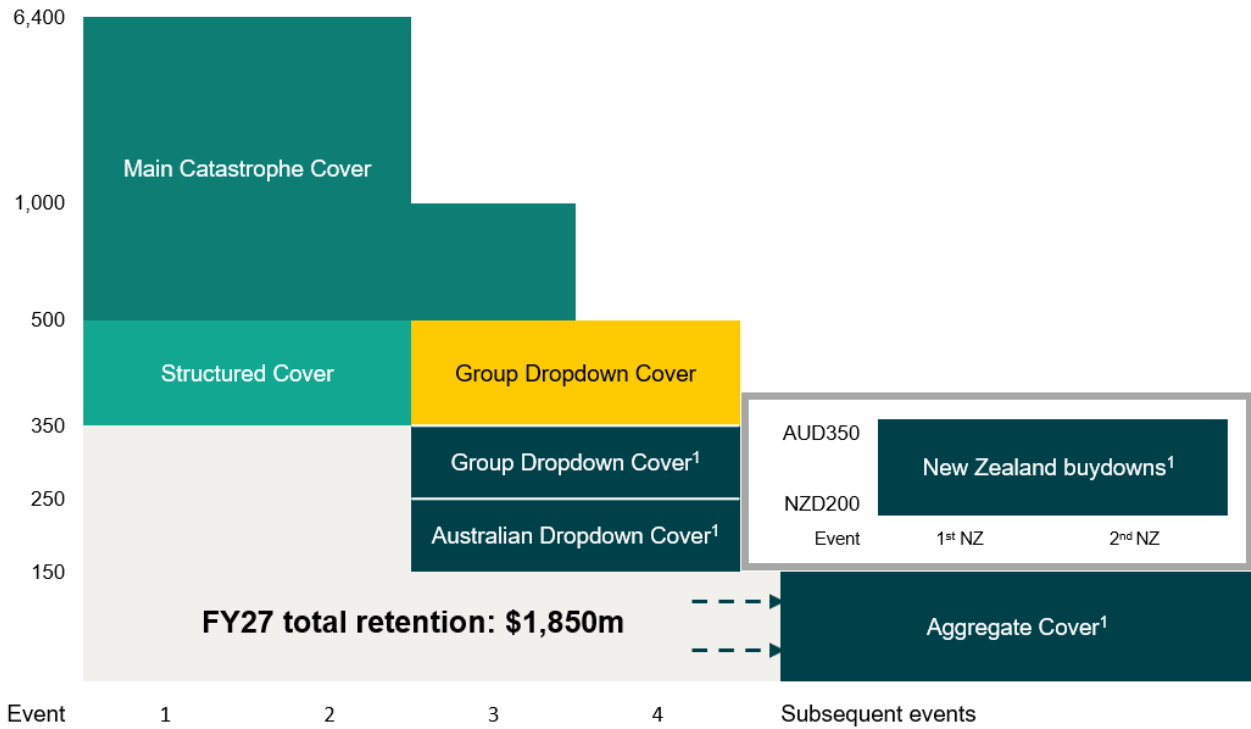 6,400
Main Catastrophe Cover
1,000
500
Structured Cover
Group Dropdown Cover
350
Group Dropdown Cover¹
250
Australian Dropdown Cover¹
150
AUD350
New Zealand buydowns¹
NZD200
Event 1st NZ 2nd NZ
FY27 total retention: $1,850m
Aggregate Cover¹
Event 1 2 3 4 Subsequent events